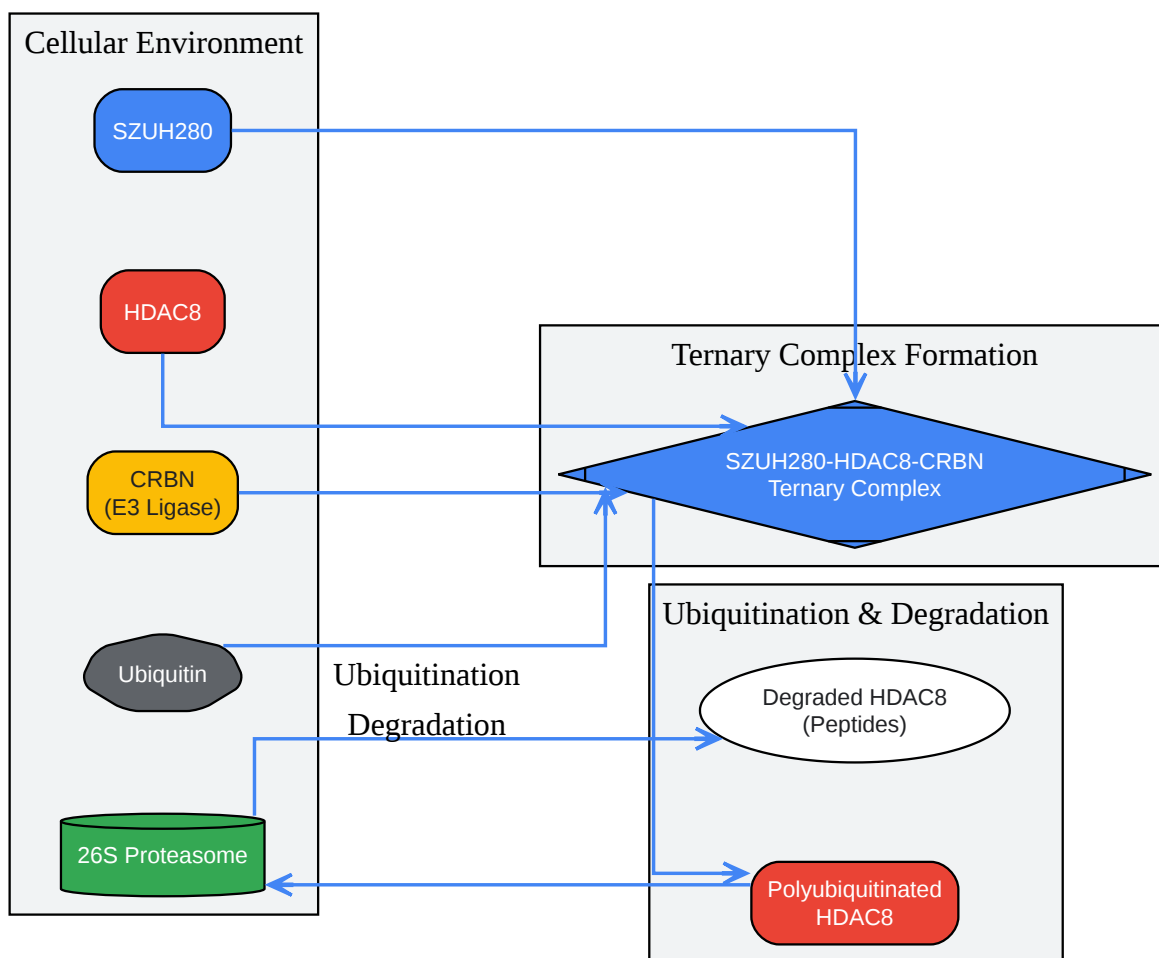 Cellular Environment
SZUH280
HDAC8
CRBN
(E3 Ligase)
Ubiquitin
26S Proteasome
Ubiquitination
Degradation
Ternary Complex Formation
SZUH280-HDAC8-CRBN
Ternary Complex
Ubiquitination & Degradation
Degraded HDAC8
(Peptides)
Polyubiquitinated
HDAC8